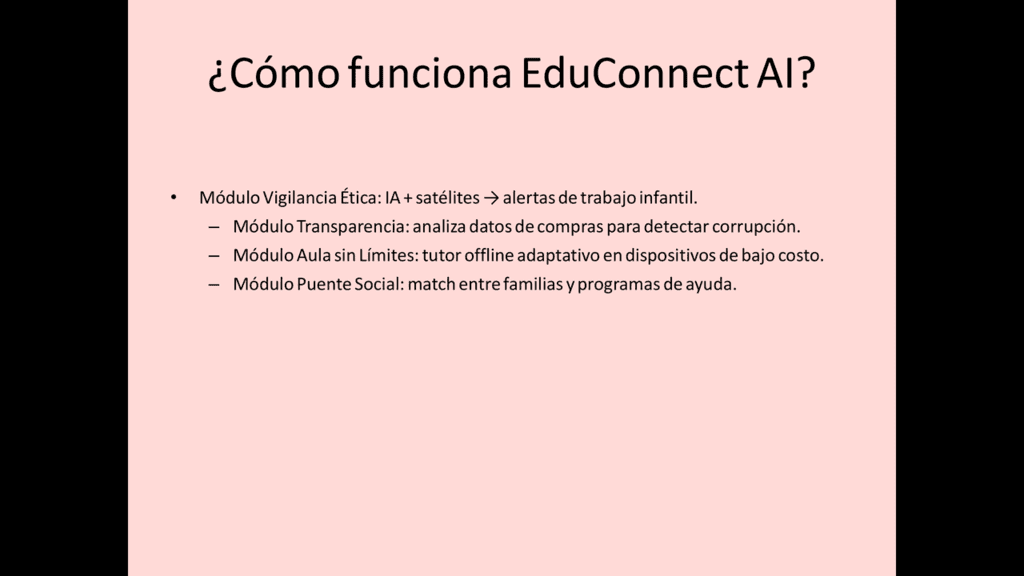 ¿Cómo funciona EduConnect AI?
• Módulo Vigilancia Ética: IA + satélites → alertas de trabajo infantil.
– Módulo Transparencia: analiza datos de compras para detectar corrupción.
– Módulo Aula sin Límites: tutor offline adaptativo en dispositivos de bajo costo.
– Módulo Puente Social: match entre familias y programas de ayuda.